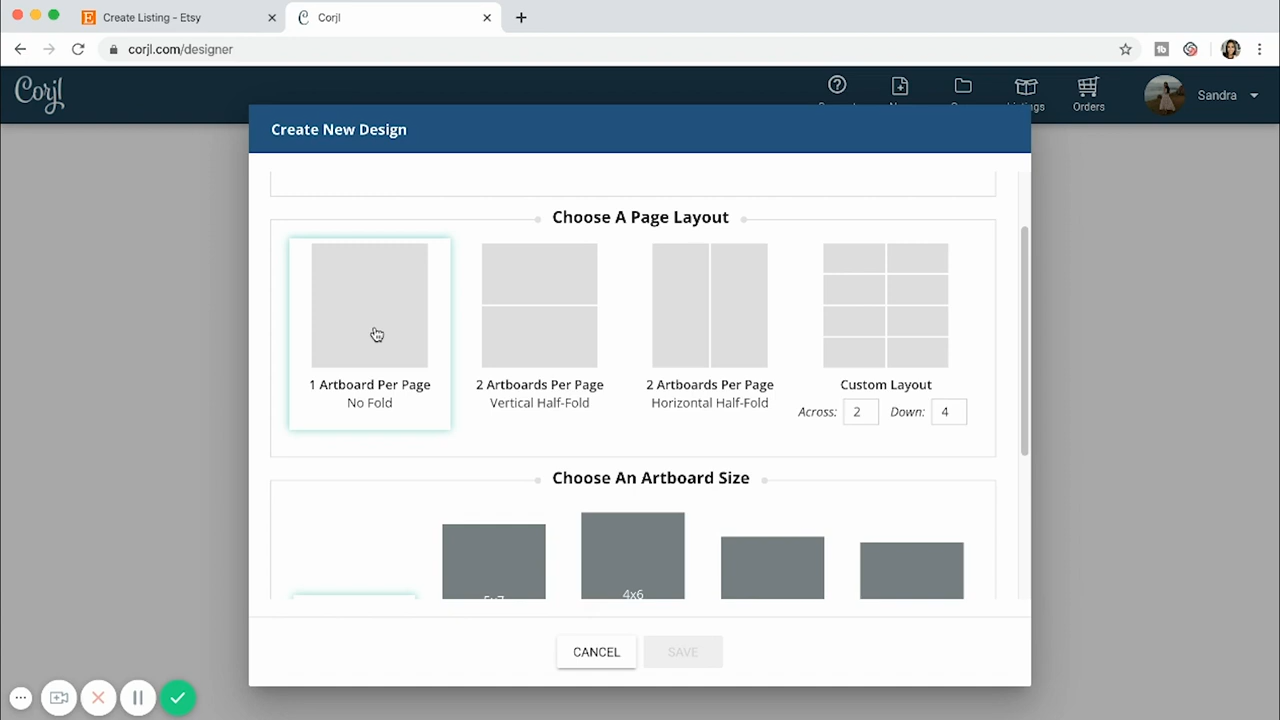 Create Listing - Etsy
Corjl
corjl.com/designer
Corjl
Orders
Sandra
Create New Design
Choose A Page Layout
1 Artboard Per Page
No Fold
2 Artboards Per Page
Vertical Half-Fold
2 Artboards Per Page
Horizontal Half-Fold
Custom Layout
Across: 2 Down: 4
Choose An Artboard Size
5x7
4x6
CANCEL
SAVE